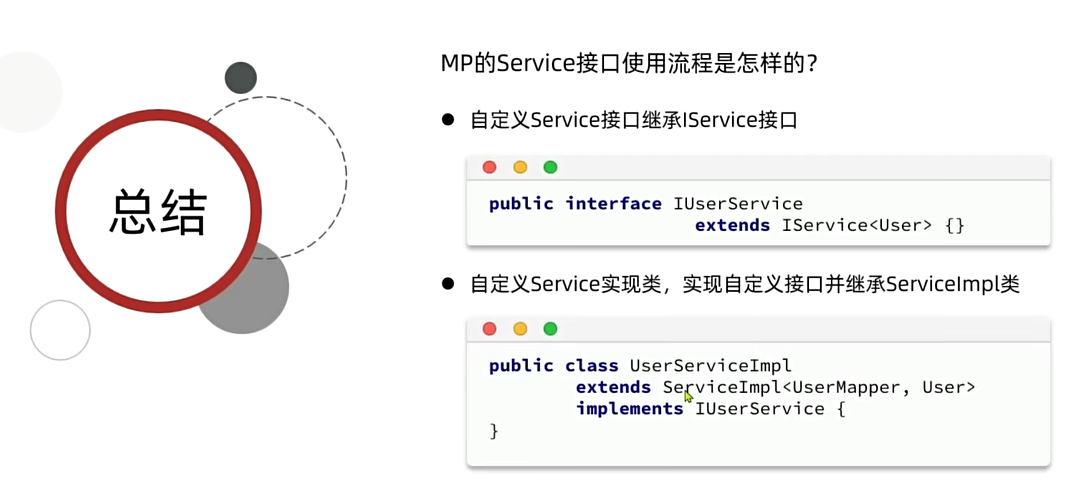 总结
MP的Service接口使用流程是怎样的？
● 自定义Service接口继承IService接口
public interface IUserService
extends IService<User> {}
● 自定义Service实现类，实现自定义接口并继承ServiceImpl类
public class UserServiceImpl
extends ServiceImpl<UserMapper, User>
implements IUserService {
}